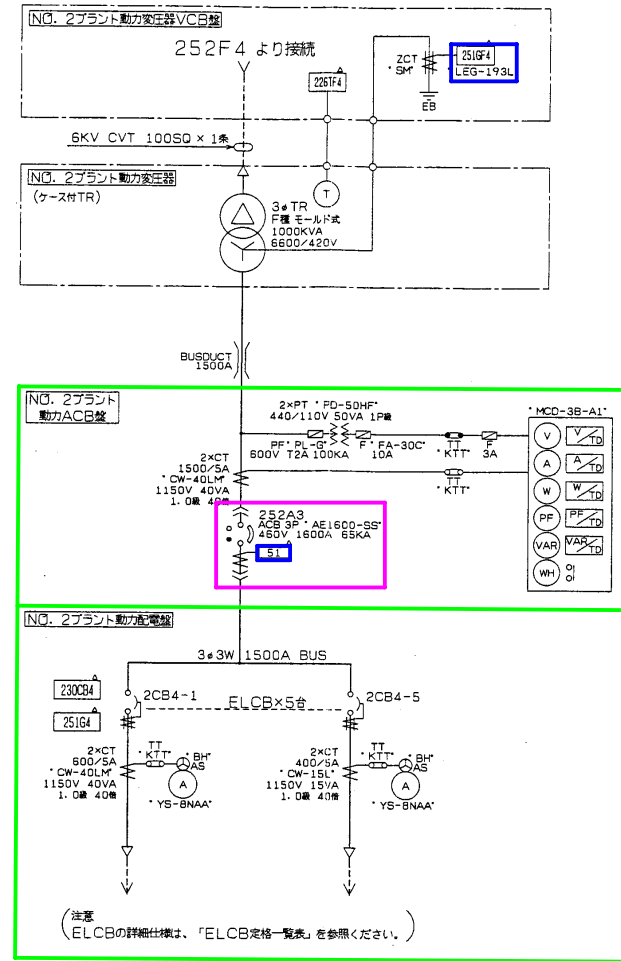 NO. 2プラント動力変圧器VCB盤
252F4 より接続
226TF4
ZCT
"SM"
251GF4
"LEG-193L
EB
6KV CVT 100SQ × 1条
NO. 2プラント動力変圧器
(ケース付TR)
T
3φTR
F種 モールド式
1000KVA
6600/420V
BUSDUCT
1500A
NO. 2プラント
動力ACB盤
2×PT "PD-50HF"
440/110V 50VA 1P級
PF"PL-G"
600V T2A 100KA
F "FA-30C"
10A
TT
"KTT"
F
3A
TT
"KTT"
"MCD-3B-A1"
V V/TD
A A/TD
W W/TD
PF PF/TD
VAR VAR/TD
WH
2×CT
1500/5A
"CW-40LM"
1150V 40VA
1.0級 40倍
252A3
ACB 3P "AE1600-SS"
460V 1600A 65KA
51
NO. 2プラント動力配電盤
3φ3W 1500A BUS
230CB4
251G4
2CB4-1
ELCB×5台
2CB4-5
2×CT
600/5A
"CW-40LM"
1150V 40VA
1.0級 40倍
TT
"KTT"
"BH"
AS
A
"YS-8NAA"
2×CT
400/5A
"CW-15L"
1150V 15VA
1.0級 40倍
TT
"KTT"
"BH"
AS
A
"YS-8NAA"
注意
ELCBの詳細仕様は、「ELCB定格一覧表」を参照ください。